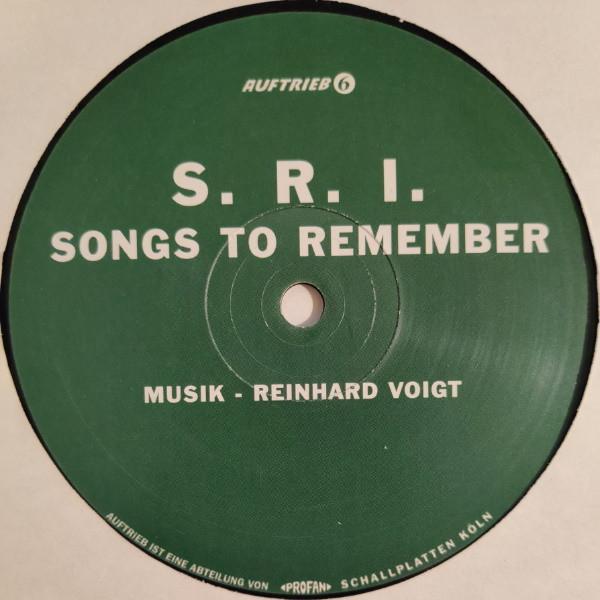 AUFTRIEB 6
S. R. I.
SONGS TO REMEMBER
MUSIK - REINHARD VOIGT
AUFTRIEB IST EINE ABTEILUNG VON PROFAN SCHALLPLATTEN KÖLN